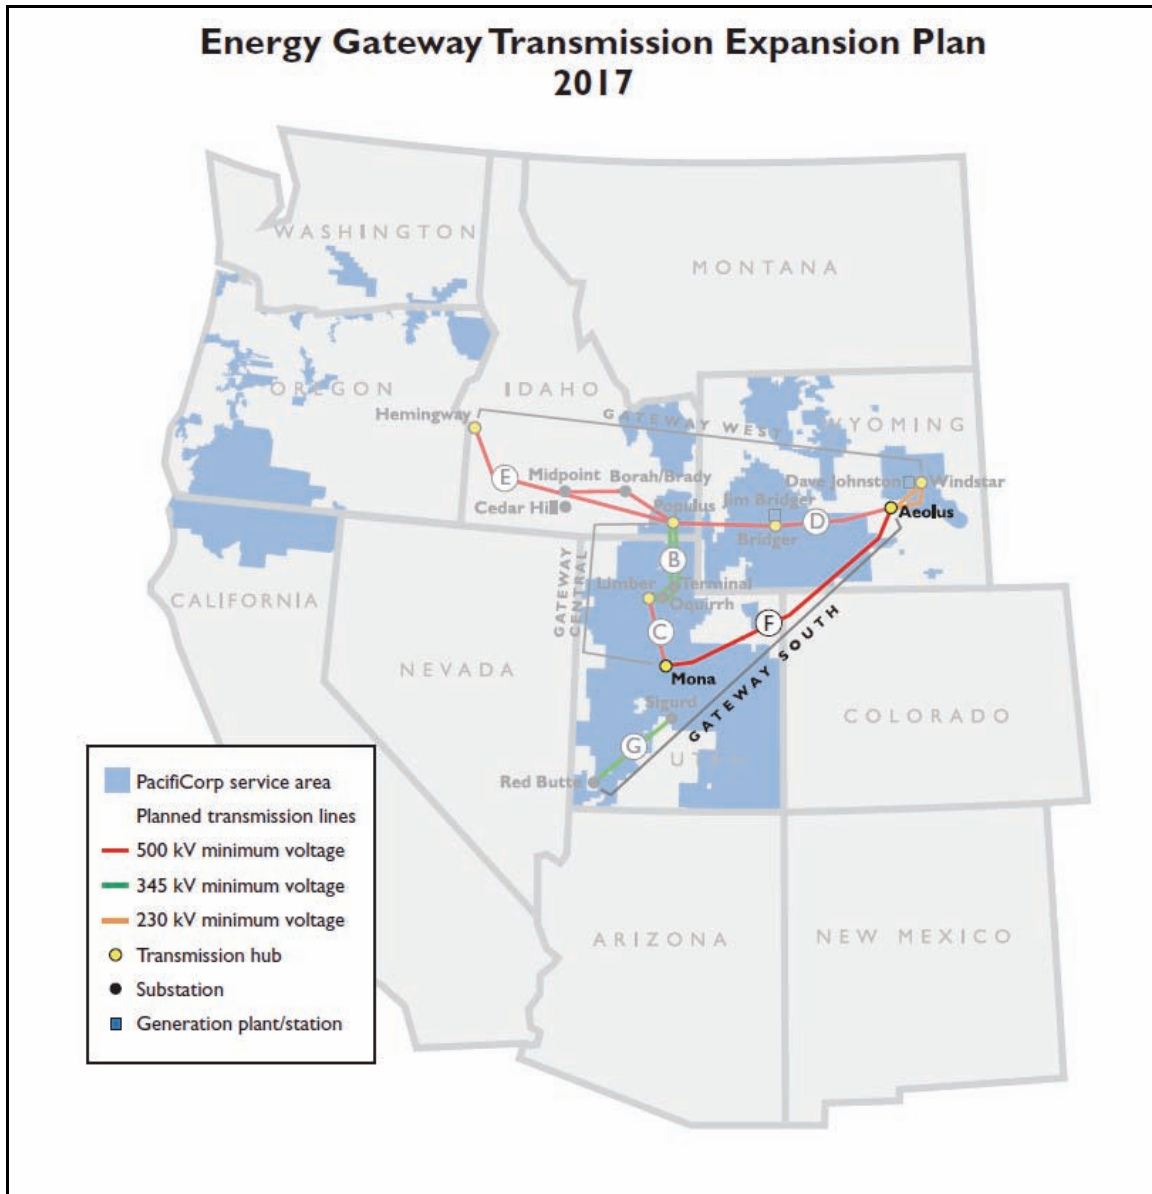 Energy Gateway Transmission Expansion Plan
2017
WASHINGTON
MONTANA
OREGON
IDAHO
WYOMING
Hemingway
GATEWAY WEST
E
Midpoint
Borah/Brady
Dave Johnston
Windstar
Cedar Hill
Populus
Jim Bridger
D
Aeolus
Bridger
GATEWAY
CENTRAL
B
Limber
Terminal
Oquirrh
CALIFORNIA
C
F
NEVADA
Mona
GATEWAY SOUTH
Sigurd
COLORADO
G
UTAH
Red Butte
PacifiCorp service area
Planned transmission lines
500 kV minimum voltage
345 kV minimum voltage
230 kV minimum voltage
Transmission hub
Substation
Generation plant/station
ARIZONA
NEW MEXICO